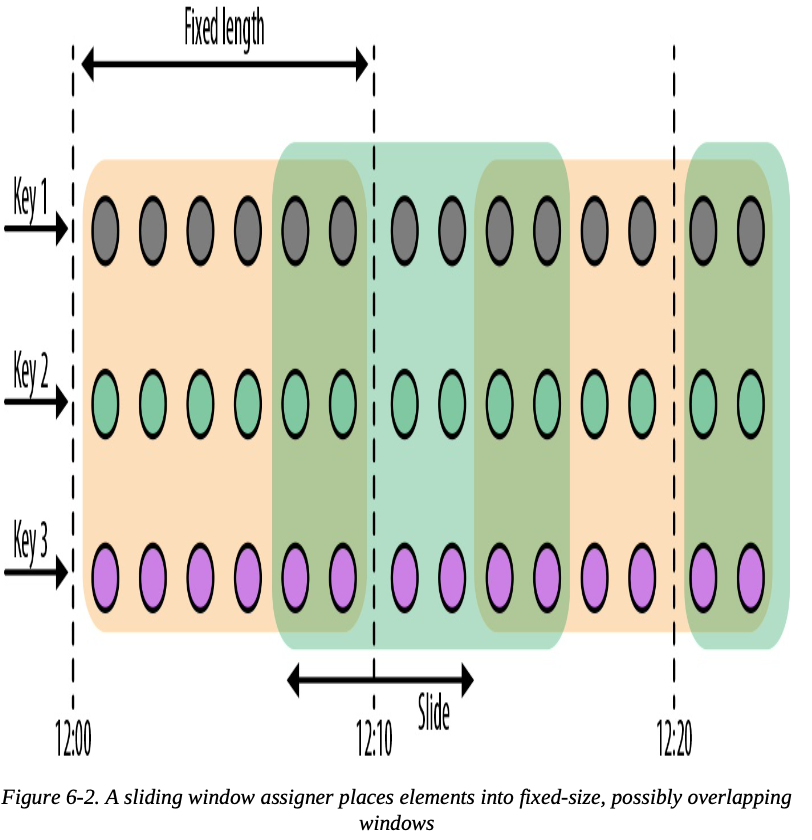 Fixed length
Key 1
Key 2
Key 3
Slide
12:00
12:10
12:20
Figure 6-2. A sliding window assigner places elements into fixed-size, possibly overlapping
windows